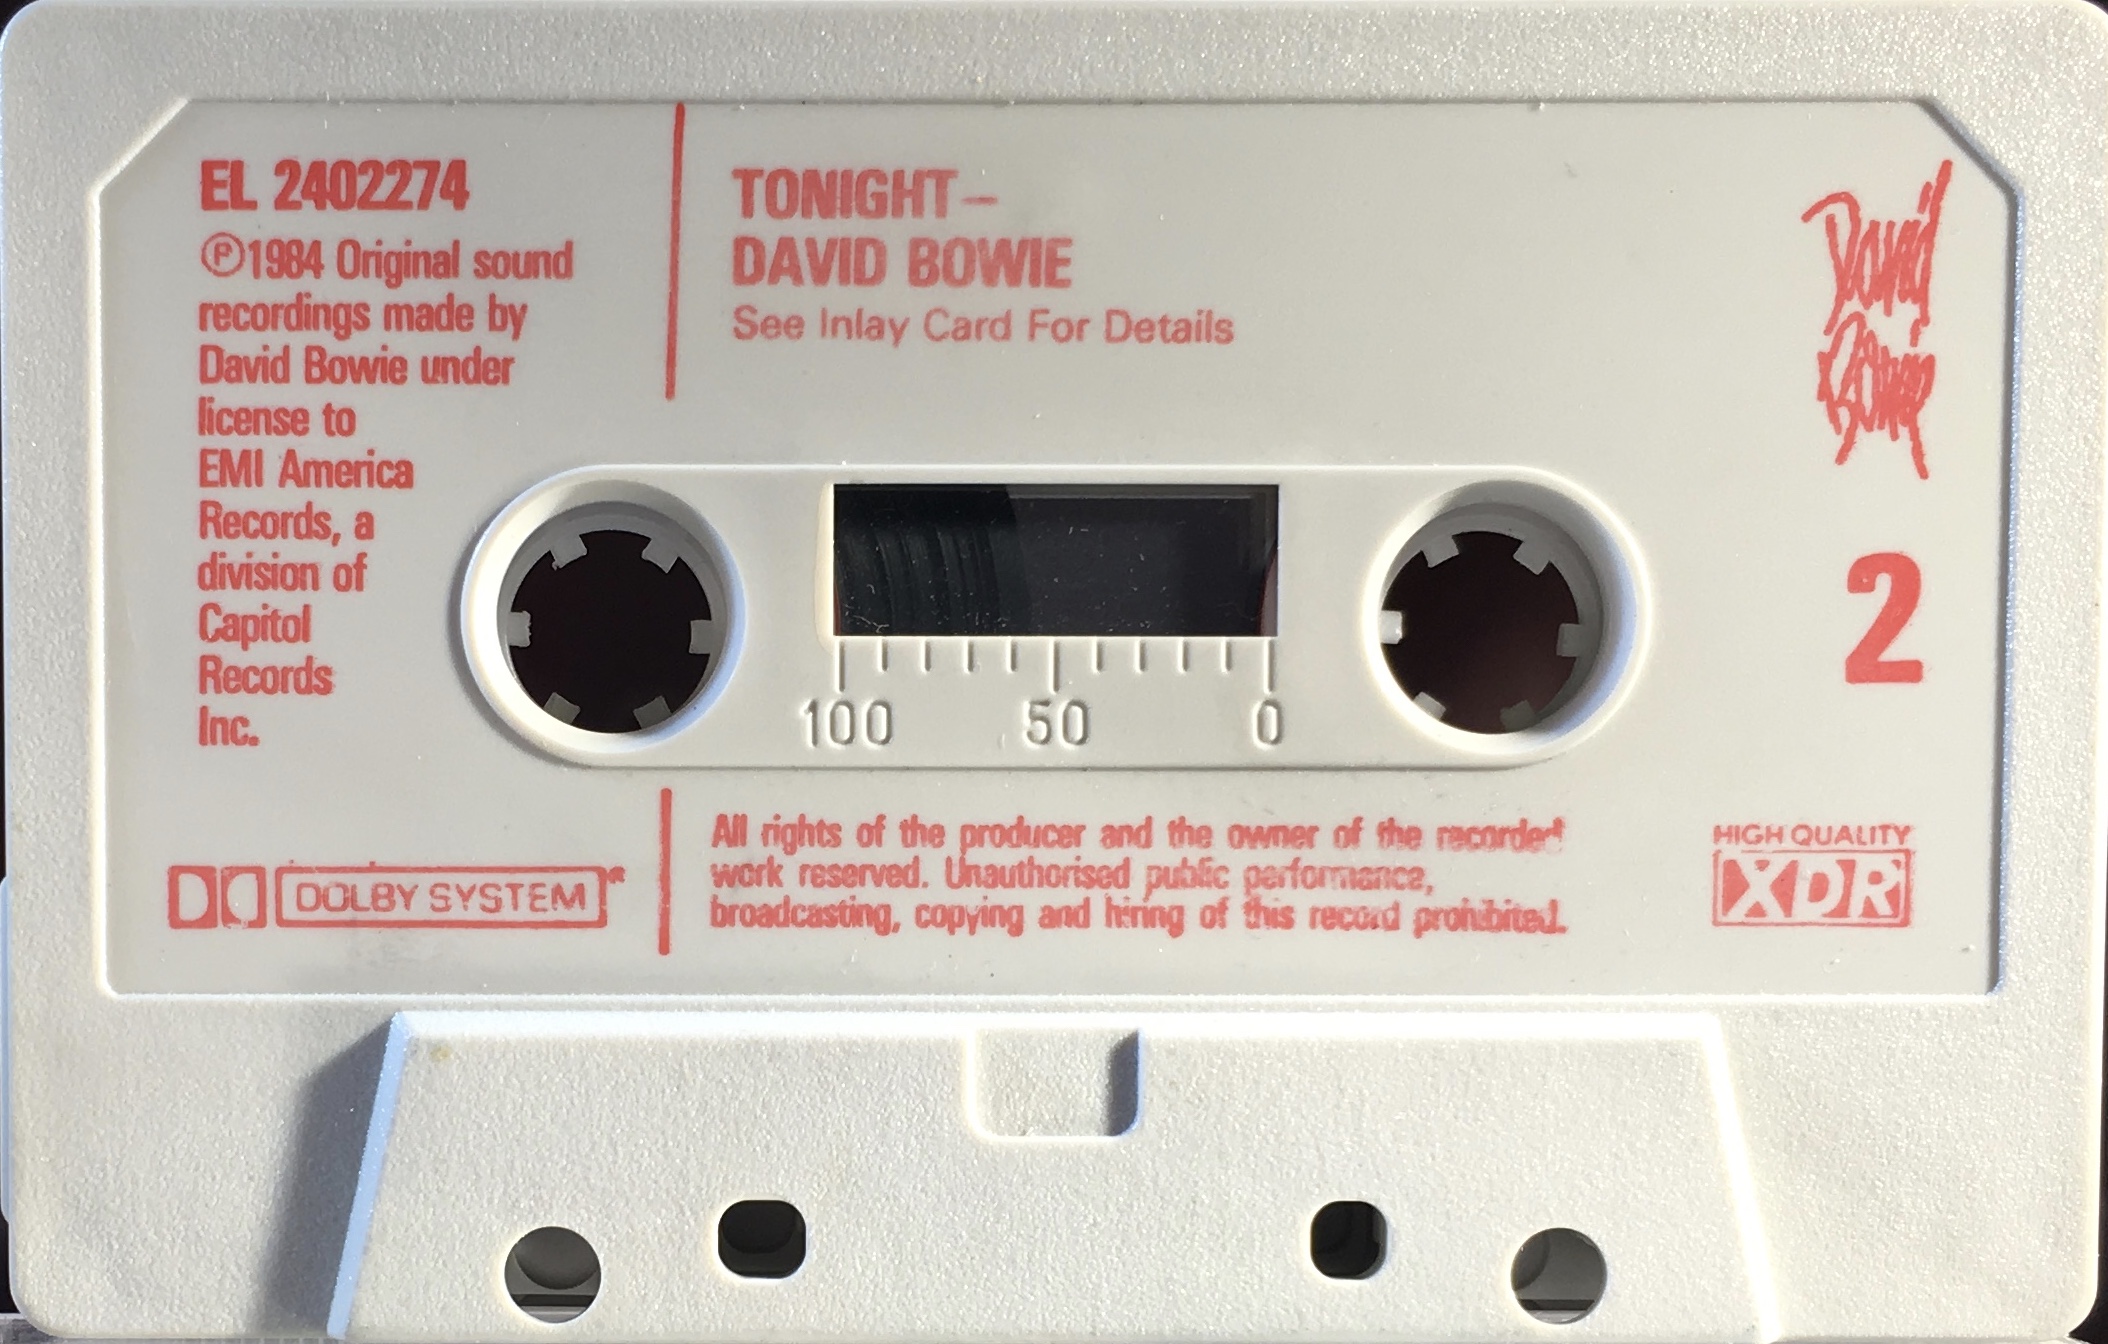 EL 2402274
℗1984 Original sound
recordings made by
David Bowie under
license to
EMI America
Records, a
division of
Capitol
Records
Inc.
TONIGHT–
DAVID BOWIE
See Inlay Card For Details
David
Bowie
2
100 50 0
DOLBY SYSTEM®
All rights of the producer and the owner of the recorded
work reserved. Unauthorised public performance,
broadcasting, copying and hiring of this record prohibited.
HIGH QUALITY
XDR